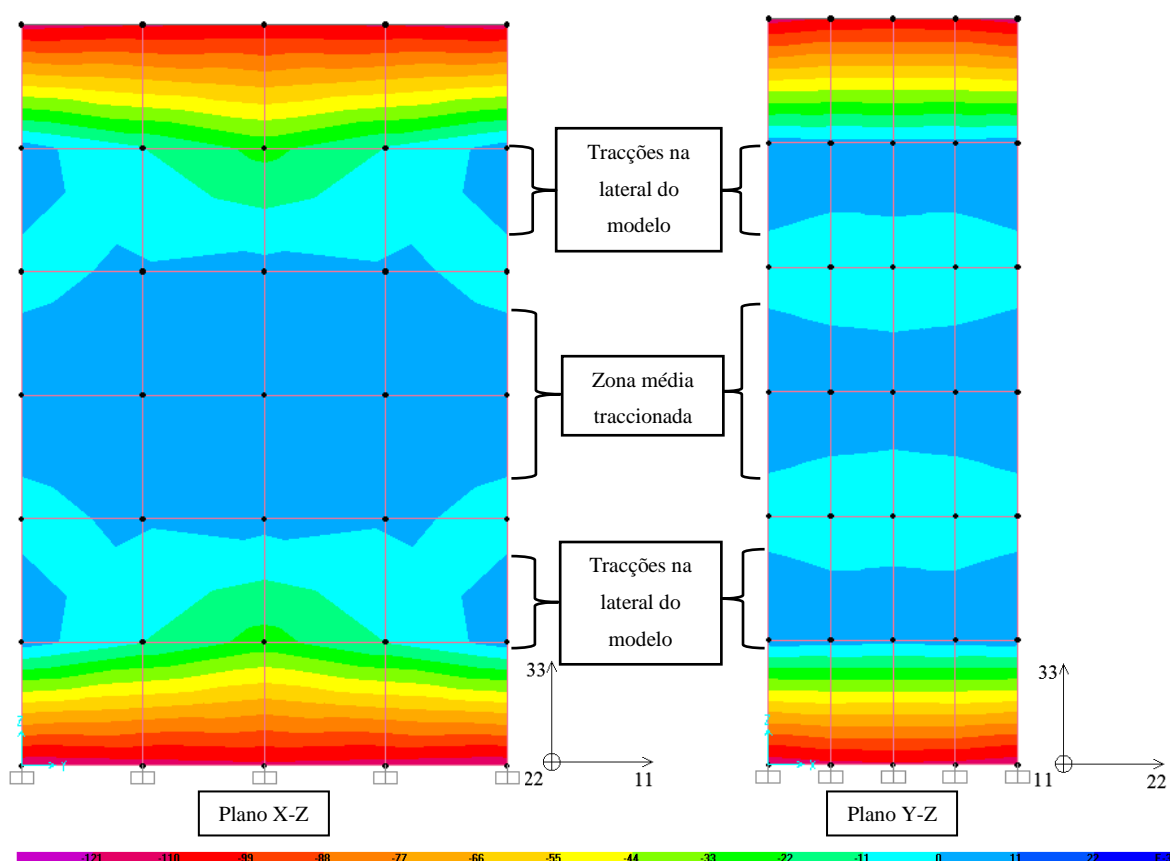 Tracções na
lateral do
modelo
Zona média
traccionada
Tracções na
lateral do
modelo
33
22
11
33
11
22
Z
Y
Z
X
Plano X-Z
Plano Y-Z
-121 -110 -99 -88 -77 -66 -55 -44 -33 -22 -11 0 11 22